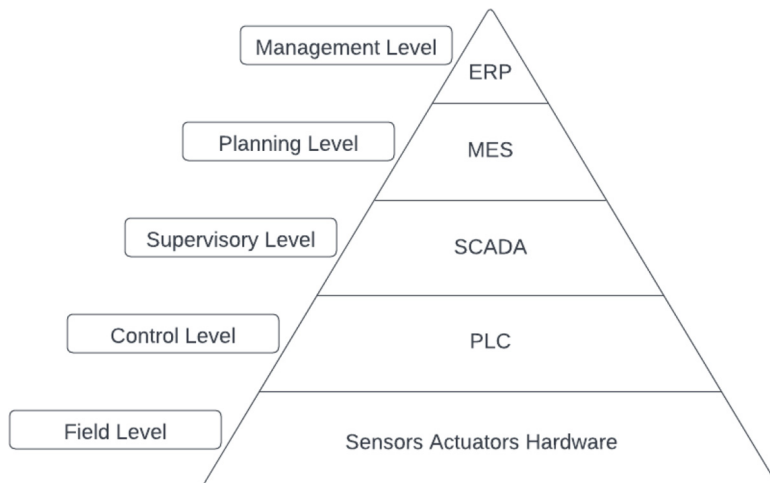 Management Level
ERP
Planning Level
MES
Supervisory Level
SCADA
Control Level
PLC
Field Level
Sensors Actuators Hardware